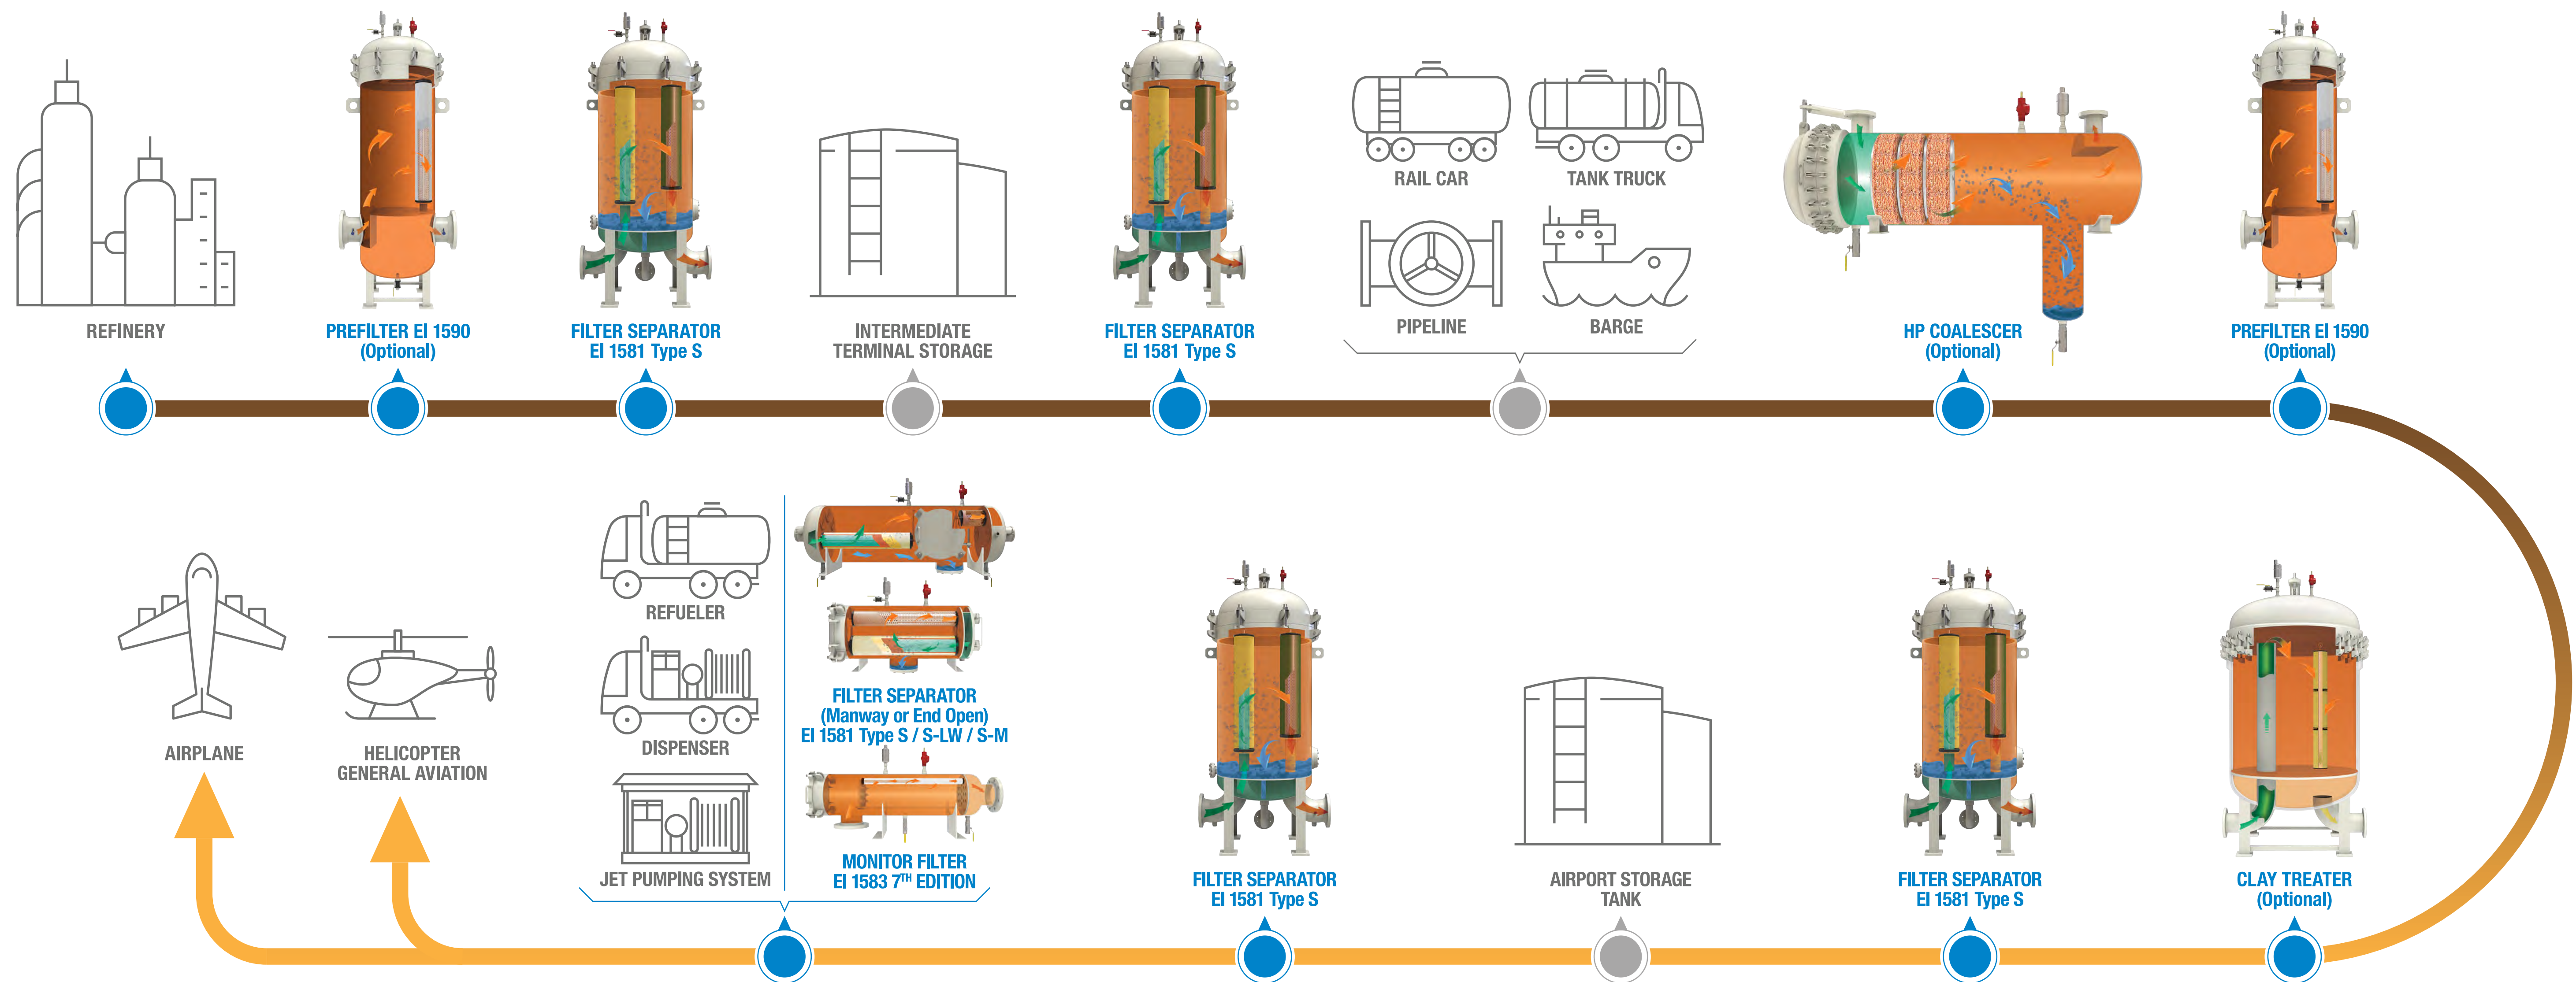 REFINERY
PREFILTER EI 1590
(Optional)
FILTER SEPARATOR
EI 1581 Type S
INTERMEDIATE
TERMINAL STORAGE
FILTER SEPARATOR
EI 1581 Type S
RAIL CAR
TANK TRUCK
PIPELINE
BARGE
HP COALESCER
(Optional)
PREFILTER EI 1590
(Optional)
AIRPLANE
HELICOPTER
GENERAL AVIATION
REFUELER
DISPENSER
JET PUMPING SYSTEM
FILTER SEPARATOR
(Manway or End Open)
EI 1581 Type S / S-LW / S-M
MONITOR FILTER
EI 1583 7TH EDITION
FILTER SEPARATOR
EI 1581 Type S
AIRPORT STORAGE
TANK
FILTER SEPARATOR
EI 1581 Type S
CLAY TREATER
(Optional)